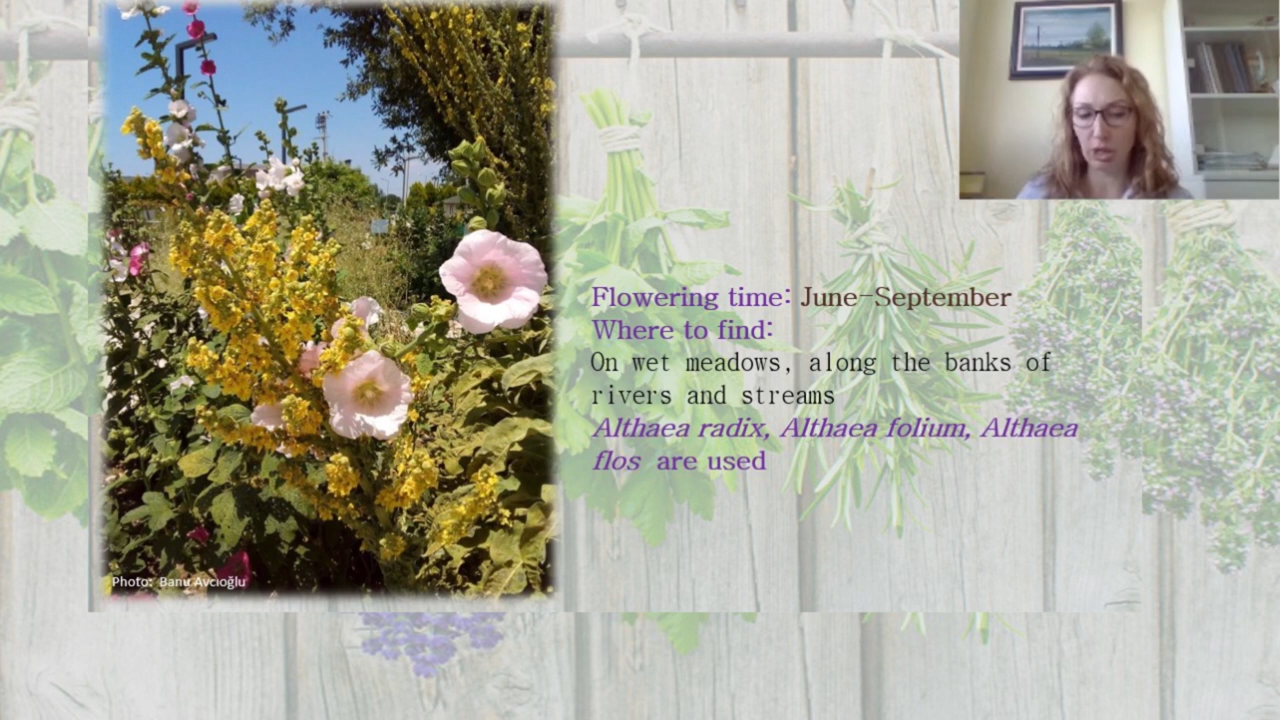 Flowering time: June-September
Where to find:
On wet meadows, along the banks of
rivers and streams
Althaea radix, Althaea folium, Althaea
flos are used
Photo: Banu Avcıoğlu